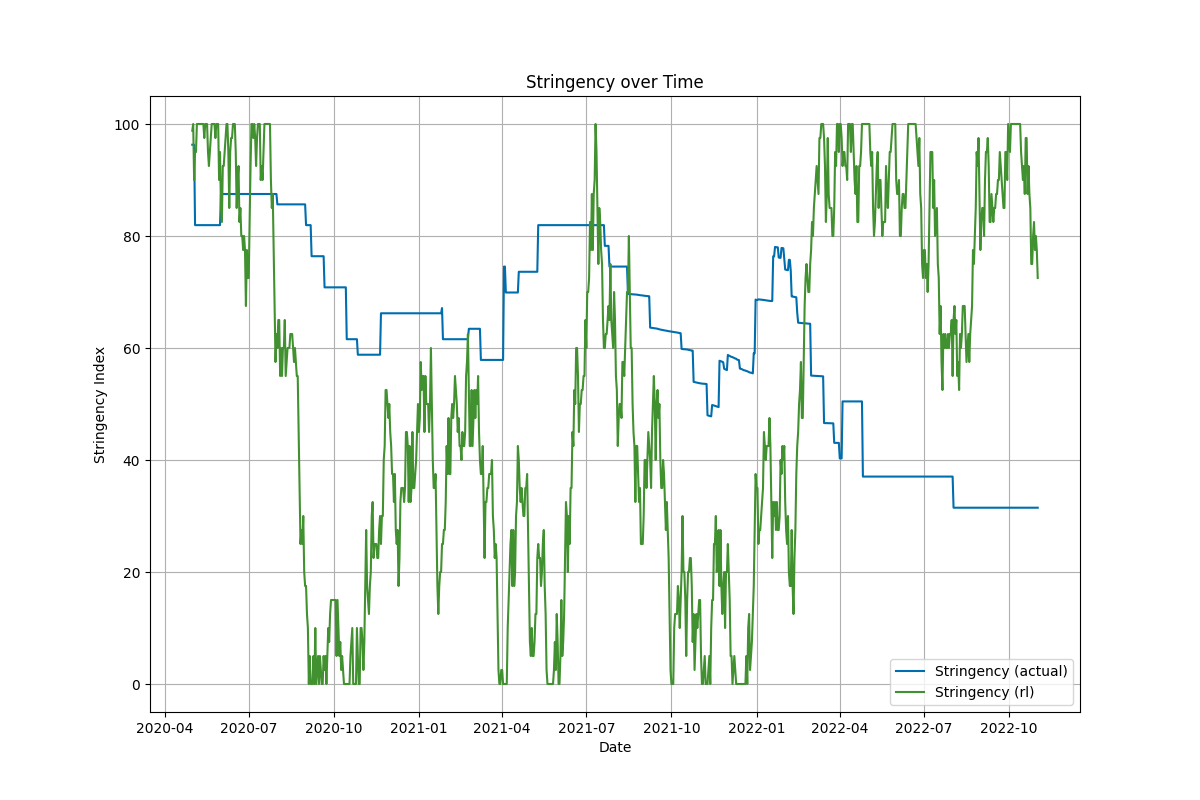 Stringency over Time
Stringency Index
100
80
60
40
20
0
2020-04 2020-07 2020-10 2021-01 2021-04 2021-07 2021-10 2022-01 2022-04 2022-07 2022-10
Date
Stringency (actual)
Stringency (rl)